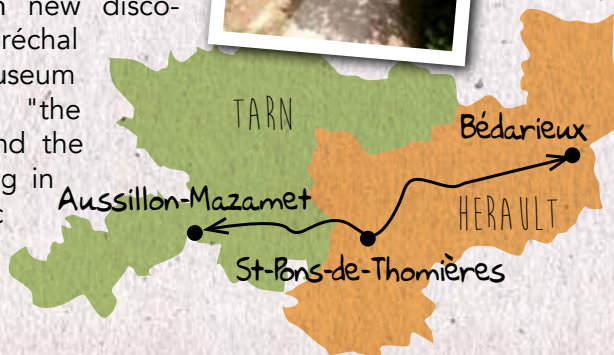 new disco-
réchal
useum
"the
nd the
g in
TARN
Bédarieux
Aussillon-Mazamet
HERAULT
St-Pons-de-Thomières